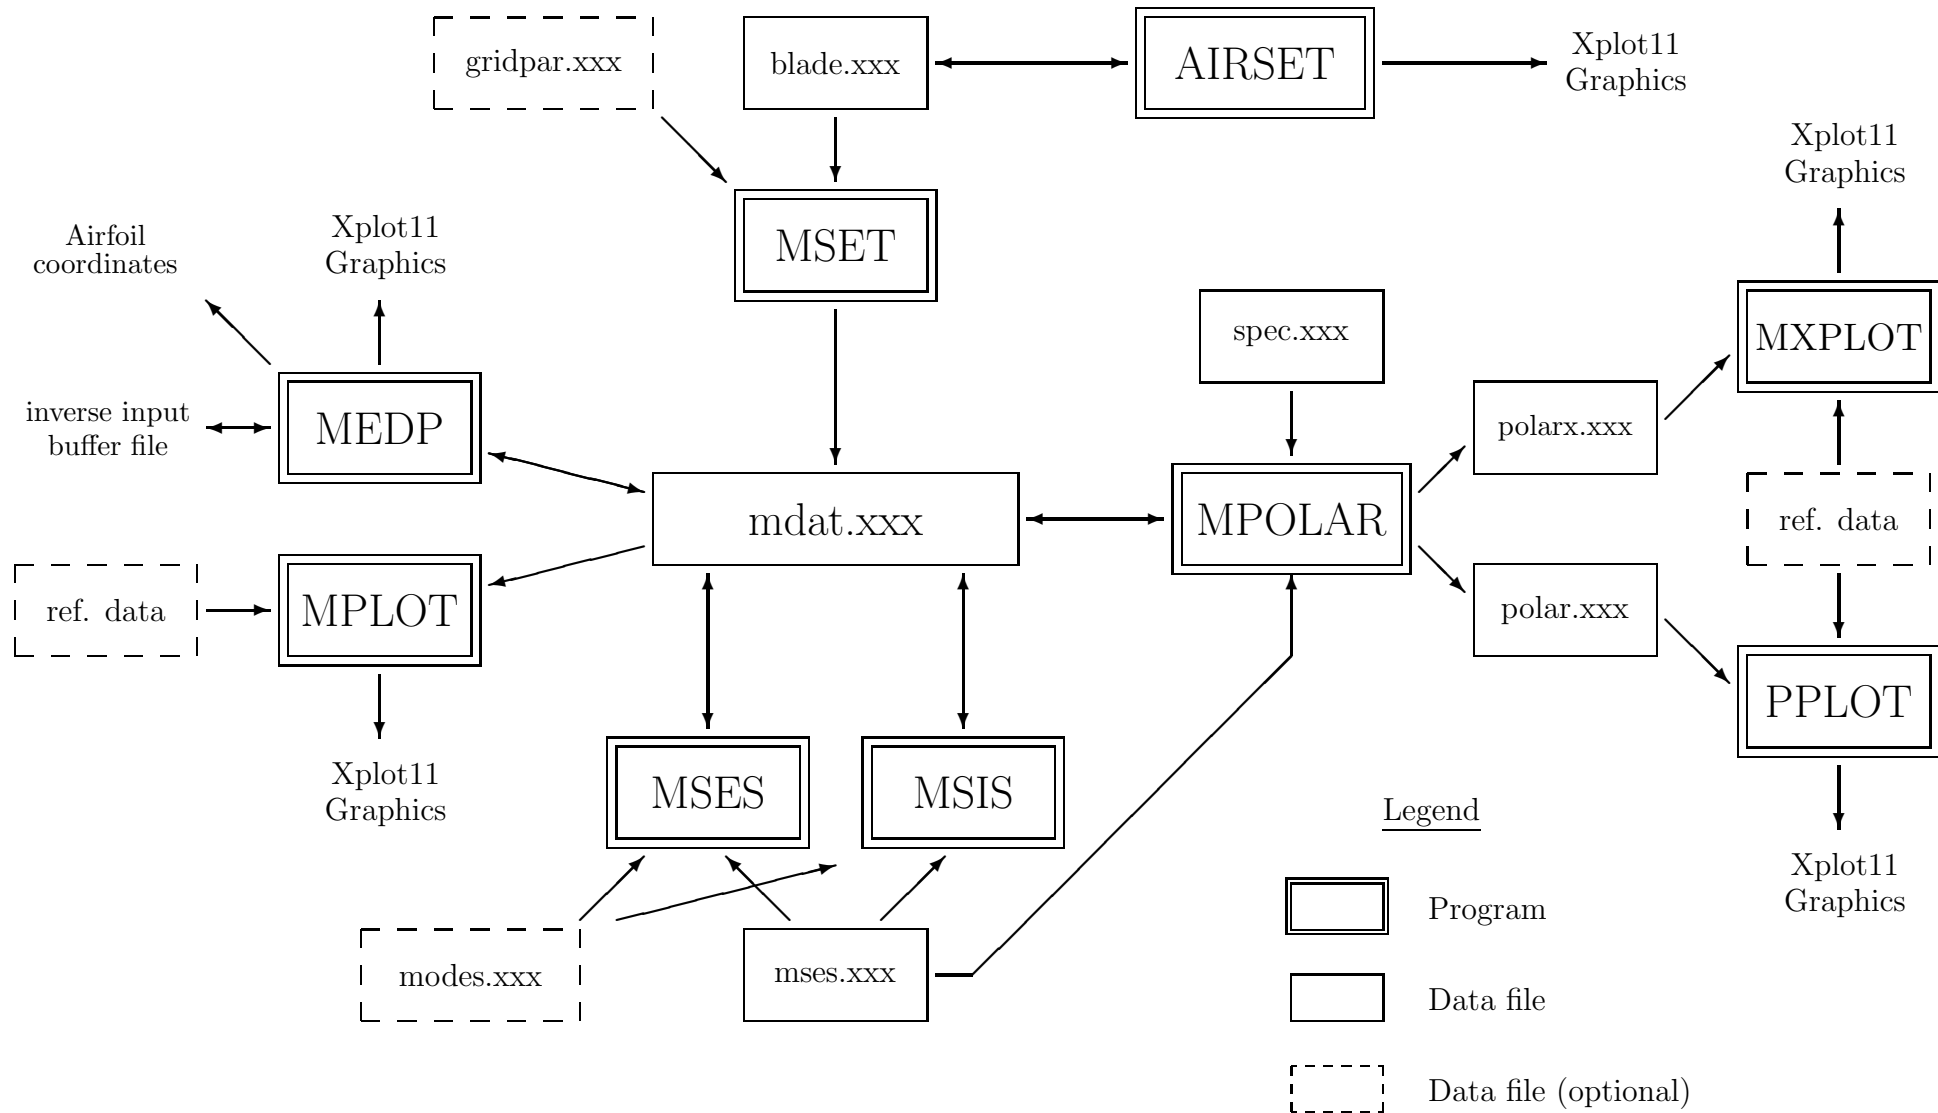 gridpar.xxx
blade.xxx
AIRSET
Xplot11
Graphics
Xplot11
Graphics
Airfoil
coordinates
Xplot11
Graphics
MSET
spec.xxx
MXPLOT
inverse input
buffer file
MEDP
polarx.xxx
mdat.xxx
MPOLAR
ref. data
ref. data
MPLOT
polar.xxx
PPLOT
Xplot11
Graphics
MSES
MSIS
Legend
Xplot11
Graphics
Program
modes.xxx
mses.xxx
Data file
Data file (optional)